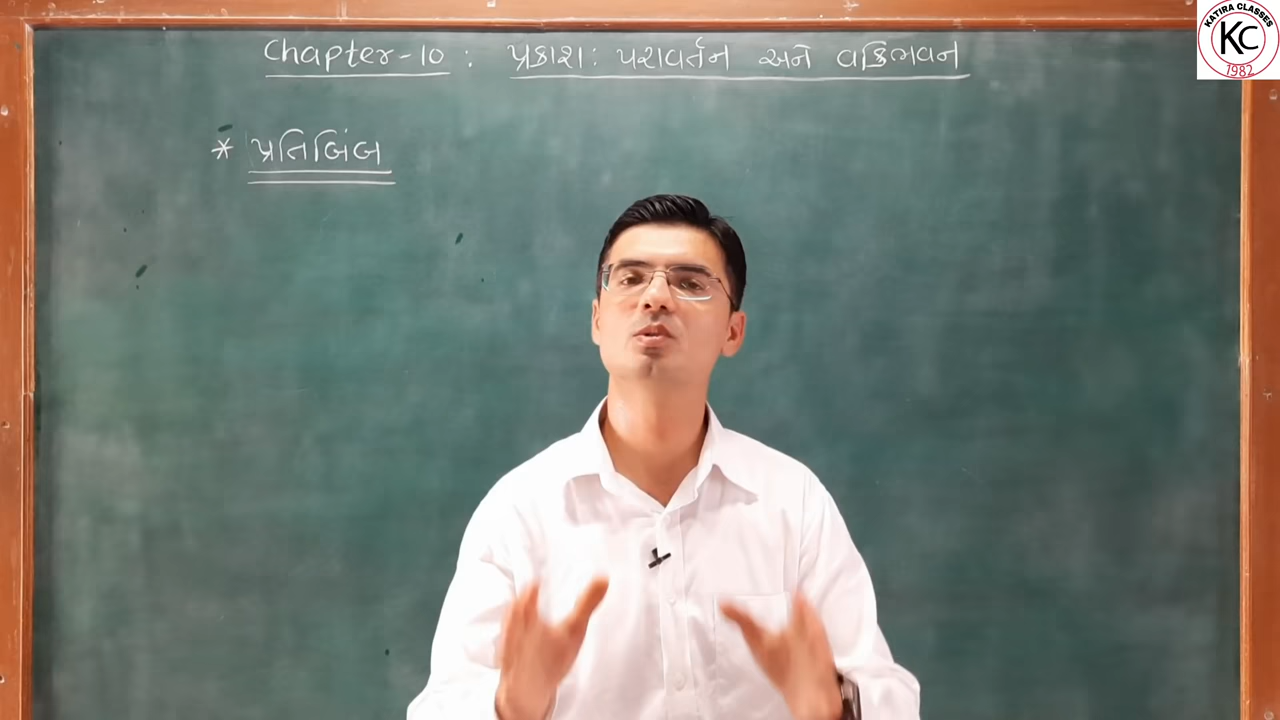 Chapter-10 : પ્રકાશ : પરાવર્તન અને વક્રિભવન
* પ્રતિબિંબ
KATIRA CLASSES
KC
1982